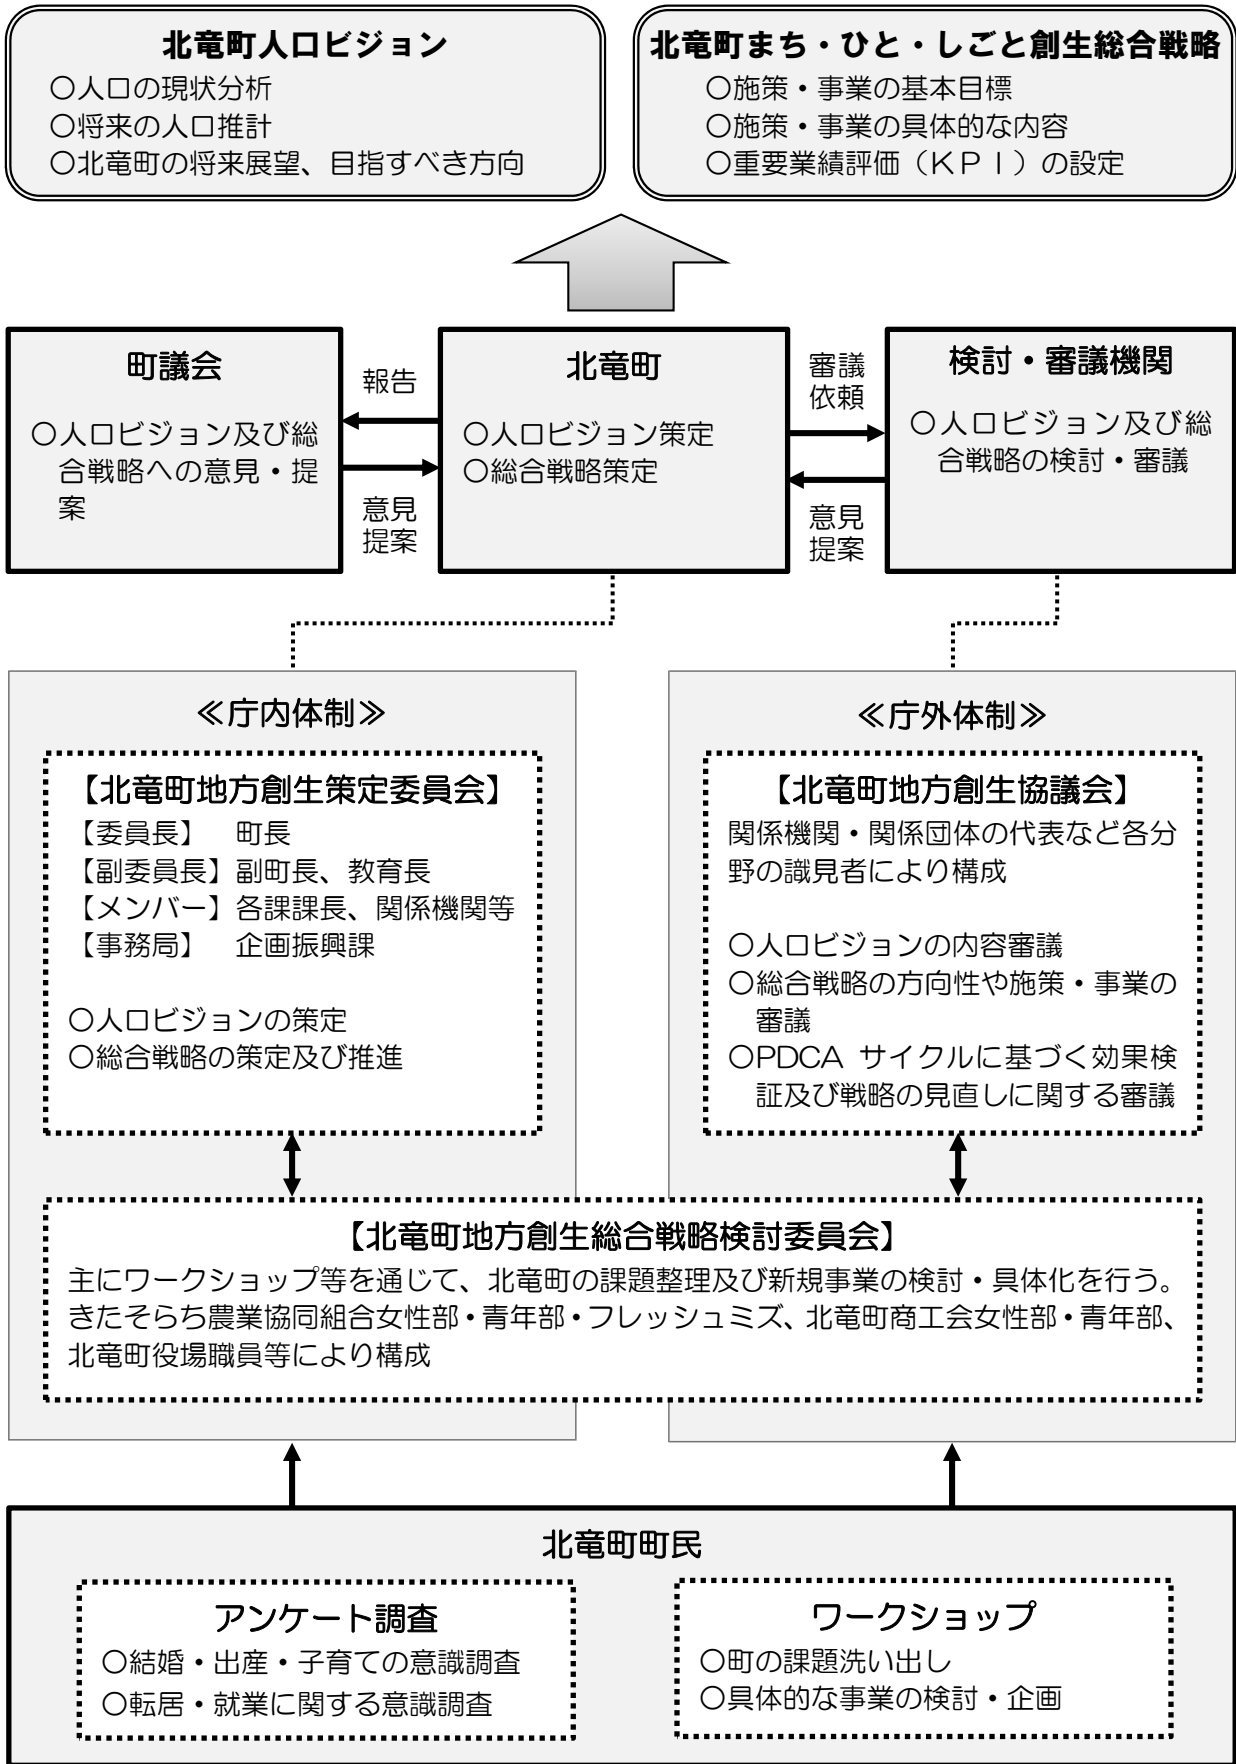 北竜町人口ビジョン
○人口の現状分析
○将来の人口推計
○北竜町の将来展望、目指すべき方向
北竜町まち・ひと・しごと創生総合戦略
○施策・事業の基本目標
○施策・事業の具体的な内容
○重要業績評価(KPI)の設定
町議会
○人口ビジョン及び総
合戦略への意見・提
案
報告
意見
提案
北竜町
○人口ビジョン策定
○総合戦略策定
審議
依頼
意見
提案
検討・審議機関
○人口ビジョン及び総
合戦略の検討・審議
≪庁内体制≫
【北竜町地方創生策定委員会】
【委員長】 町長
【副委員長】副町長、教育長
【メンバー】各課課長、関係機関等
【事務局】 企画振興課
○人口ビジョンの策定
○総合戦略の策定及び推進
≪庁外体制≫
【北竜町地方創生協議会】
関係機関・関係団体の代表など各分
野の識見者により構成
○人口ビジョンの内容審議
○総合戦略の方向性や施策・事業の
審議
○PDCA サイクルに基づく効果検
証及び戦略の見直しに関する審議
【北竜町地方創生総合戦略検討委員会】
主にワークショップ等を通じて、北竜町の課題整理及び新規事業の検討・具体化を行う。
きたそらち農業協同組合女性部・青年部・フレッシュミズ、北竜町商工会女性部・青年部、
北竜町役場職員等により構成
北竜町町民
アンケート調査
○結婚・出産・子育ての意識調査
○転居・就業に関する意識調査
ワークショップ
○町の課題洗い出し
○具体的な事業の検討・企画